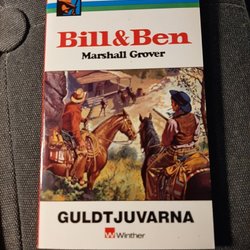 Bill & Ben
Marshall Grover
GULDTJUVARNA
Winther